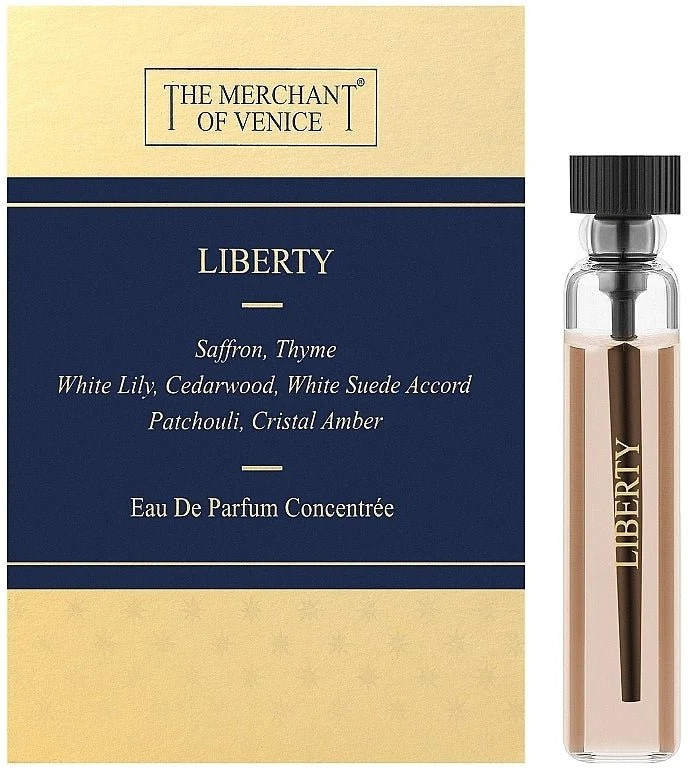 THE MERCHANT®
OF VENICE
LIBERTY
Saffron, Thyme
White Lily, Cedarwood, White Suede Accord
Patchouli, Cristal Amber
Eau De Parfum Concentrée
LIBERTY